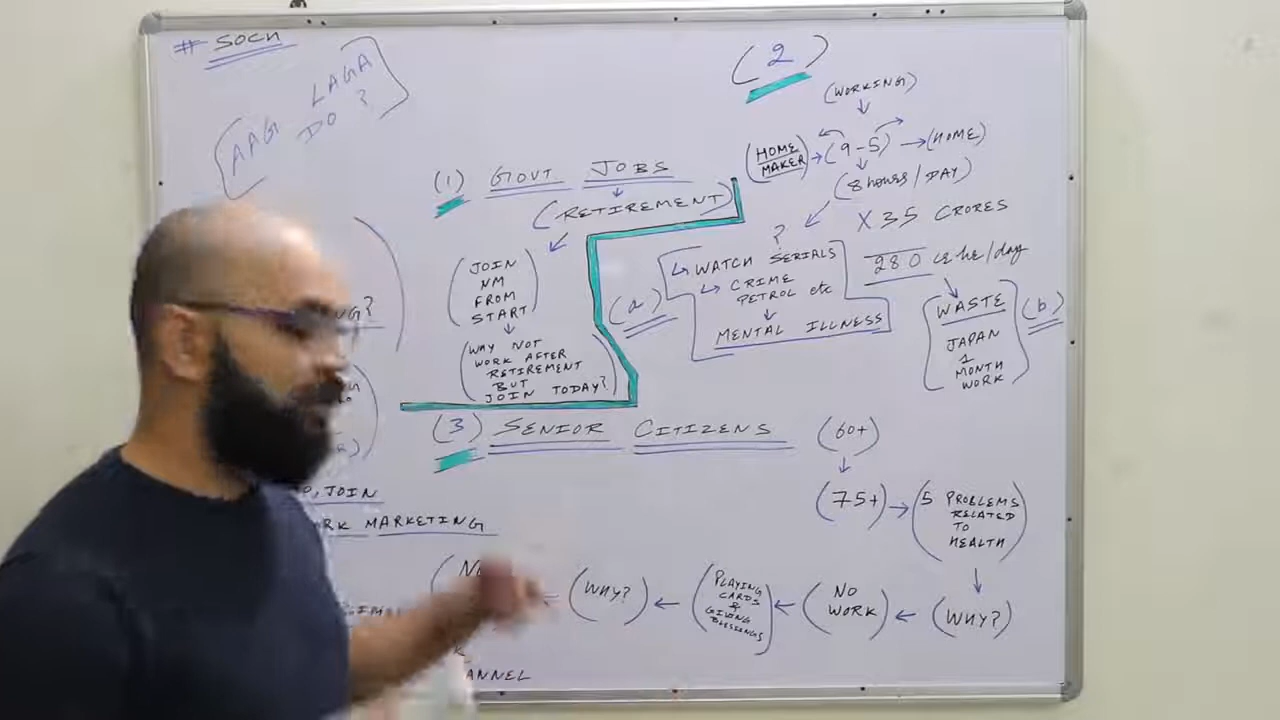 # SOCH
(AAG LAGA
DO ?)
(1) GOVT JOBS
(RETIREMENT)
(JOIN
NM
FROM
START)
(WHY NOT
WORK AFTER
RETIREMENT
BUT
JOIN TODAY?)
(2)
(WORKING)
(HOME
MAKER)
(9-5)
(HOME)
(8 HOURS/DAY)
X 35 CRORES
280 CR HR/day
?
(a)
WATCH SERIALS
CRIME
PETROL etc
MENTAL ILLNESS
(WASTE
JAPAN
1
MONTH
WORK)
(b)
(3) SENIOR CITIZENS
(60+)
(75+)
(5 PROBLEMS
RELATED
TO
HEALTH)
(WHY?)
(NO
WORK)
(PLAYING
CARDS
&
GIVING
BLESSINGS)
(WHY?)
, JOIN
MARKETING